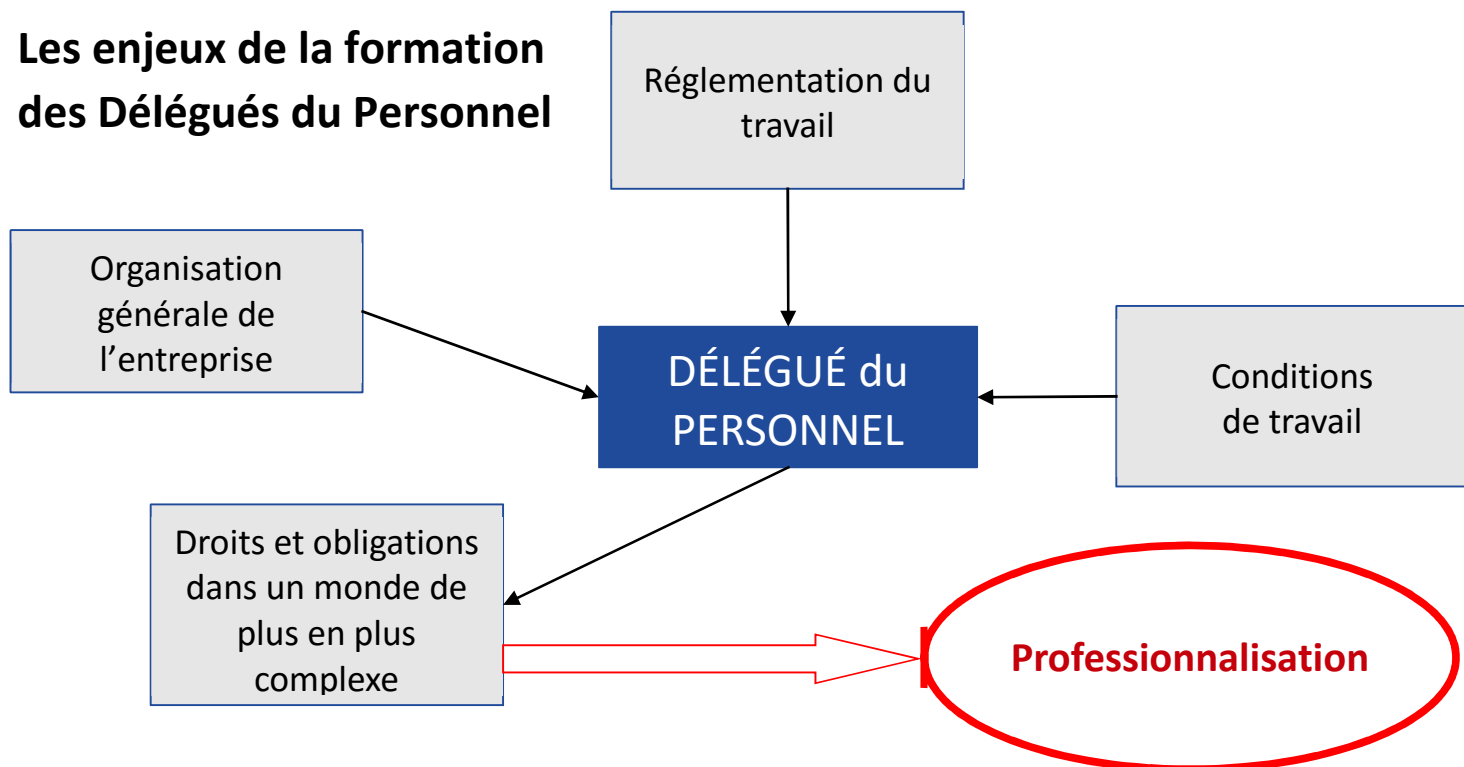 Les enjeux de la formation
des Délégués du Personnel
Réglementation du
travail
Organisation
générale de
l’entreprise
DÉLÉGUÉ du
PERSONNEL
Conditions
de travail
Droits et obligations
dans un monde de
plus en plus
complexe
Professionnalisation